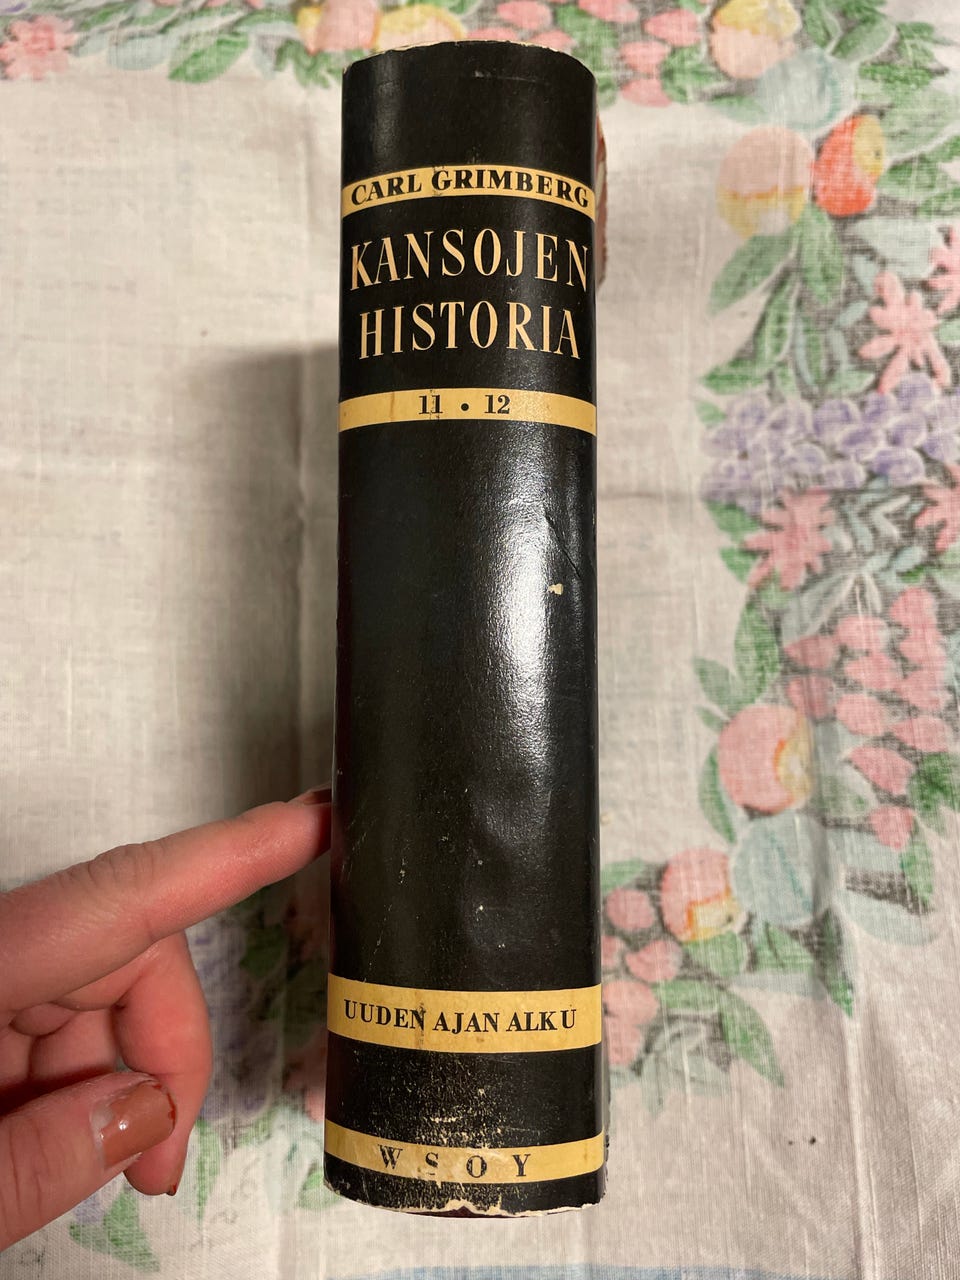 CARL GRIMBERG
KANSOJEN
HISTORIA
11 • 12
UUDEN AJAN ALKU
WSOY